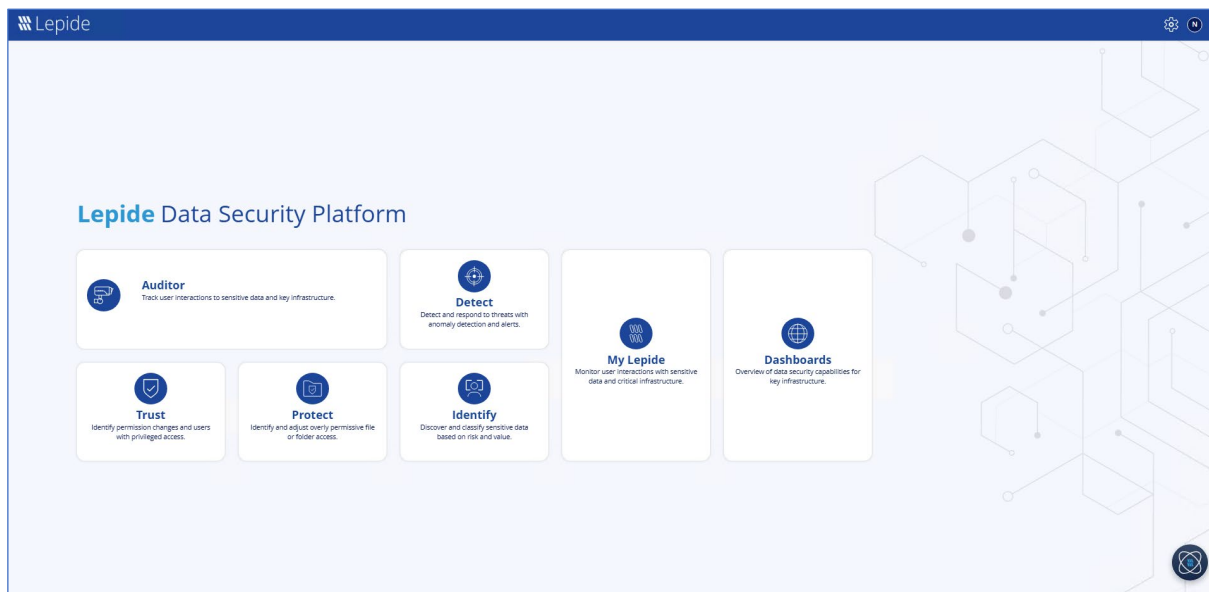 Lepide
N
Lepide Data Security Platform
Auditor
Track user interactions to sensitive data and key infrastructure.
Detect
Detect and respond to threats with
anomaly detection and alerts.
My Lepide
Monitor user interactions with sensitive
data and critical infrastructure.
Dashboards
Overview of data security capabilities for
key infrastructure.
Trust
Identify permission changes and users
with privileged access.
Protect
Identify and adjust overly permissive file
or folder access.
Identify
Discover and classify sensitive data
based on risk and value.